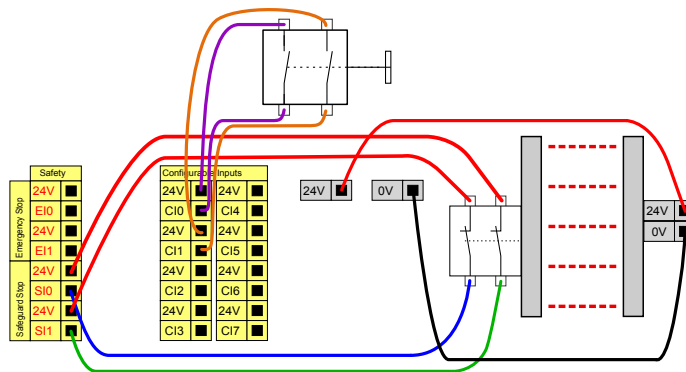 Safety
Emergency Stop
24V
EI0
24V
EI1
Safeguard Stop
24V
SI0
24V
SI1
Configurable Inputs
24V 24V
CI0 CI4
24V 24V
CI1 CI5
24V 24V
CI2 CI6
24V 24V
CI3 CI7
24V
0V
24V
0V